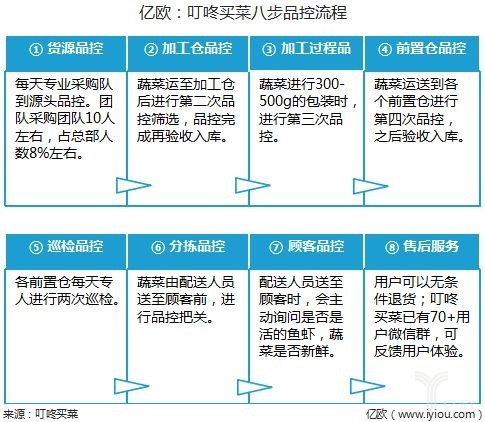 亿欧：叮咚买菜八步品控流程
① 货源品控
每天专业采购队
到源头品控。团
队采购团队10人
左右，占总部人
数8%左右。
② 加工仓品控
蔬菜运至加工仓
后进行第二次品
控筛选，品控完
成再验收入库。
③ 加工过程品
蔬菜进行300-
500g的包装时，
进行第三次品
控。
④ 前置仓品控
蔬菜运送到各
个前置仓进行
第四次品控，
之后验收入库。
⑤ 巡检品控
各前置仓每天专
人进行两次巡检。
⑥ 分拣品控
蔬菜由配送人员
送至顾客前，进
行品控把关。
⑦ 顾客品控
配送人员送至
顾客时，会主
动询问是否是
活的鱼虾，蔬
菜是否新鲜。
⑧ 售后服务
用户可以无条
件退货；叮咚
买菜已有70+用
户微信群，可
反馈用户体验。
来源：叮咚买菜
亿欧（www.iyiou.com）